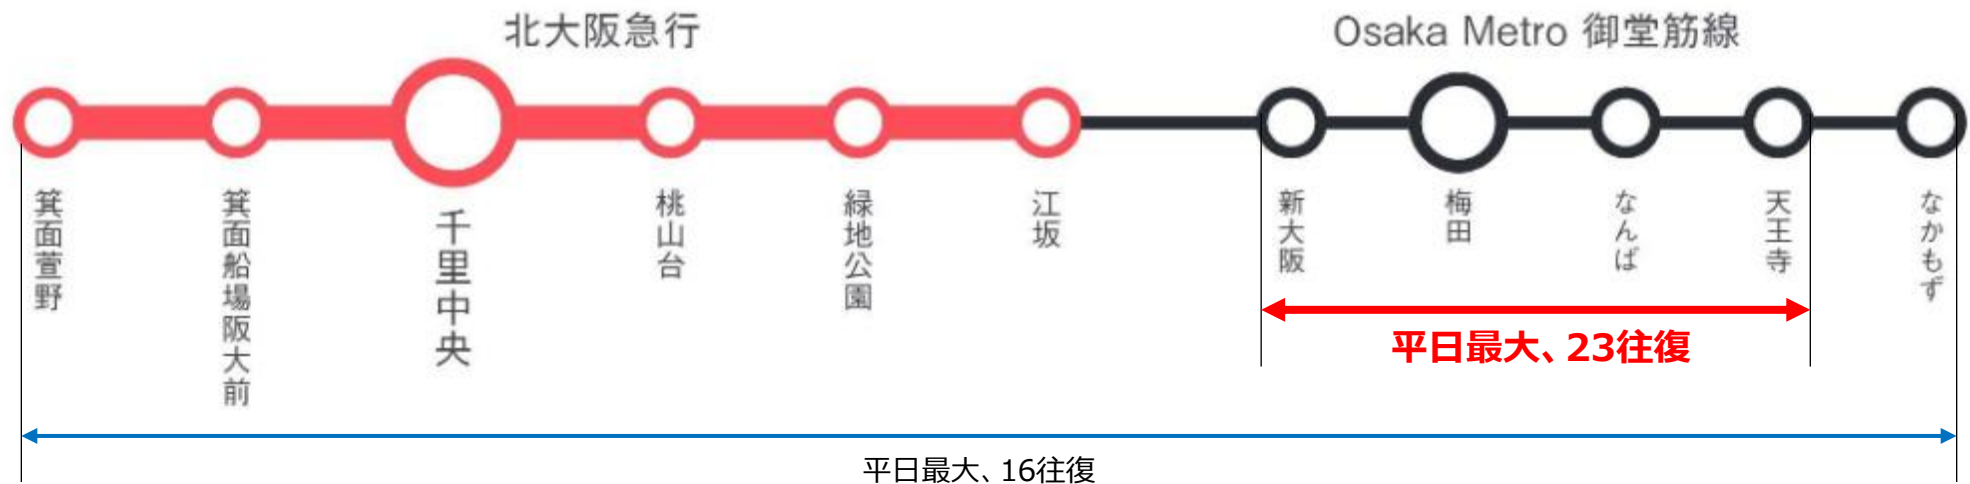 北大阪急行
Osaka Metro 御堂筋線
箕面萱野
箕面船場阪大前
千里中央
桃山台
緑地公園
江坂
新大阪
梅田
なんば
天王寺
なかもず
平日最大、23往復
平日最大、16往復